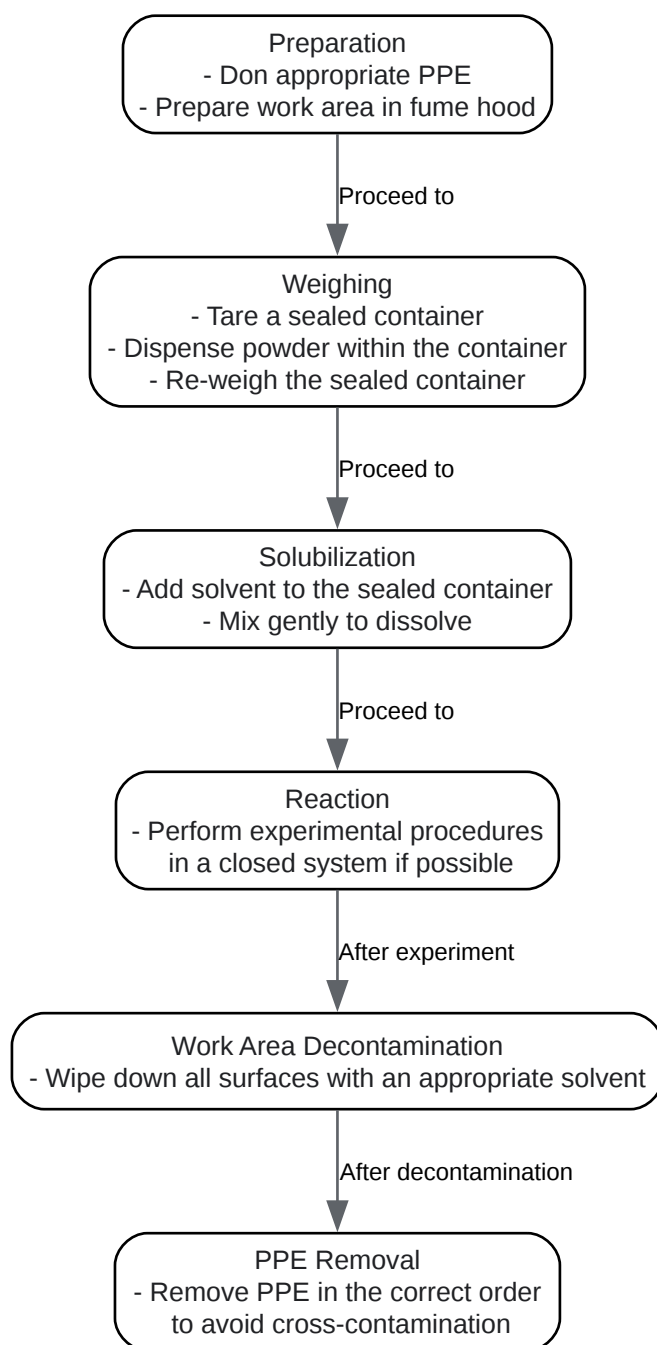 Preparation
- Don appropriate PPE
- Prepare work area in fume hood
Proceed to
Weighing
- Tare a sealed container
- Dispense powder within the container
- Re-weigh the sealed container
Proceed to
Solubilization
- Add solvent to the sealed container
- Mix gently to dissolve
Proceed to
Reaction
- Perform experimental procedures
in a closed system if possible
After experiment
Work Area Decontamination
- Wipe down all surfaces with an appropriate solvent
After decontamination
PPE Removal
- Remove PPE in the correct order
to avoid cross-contamination